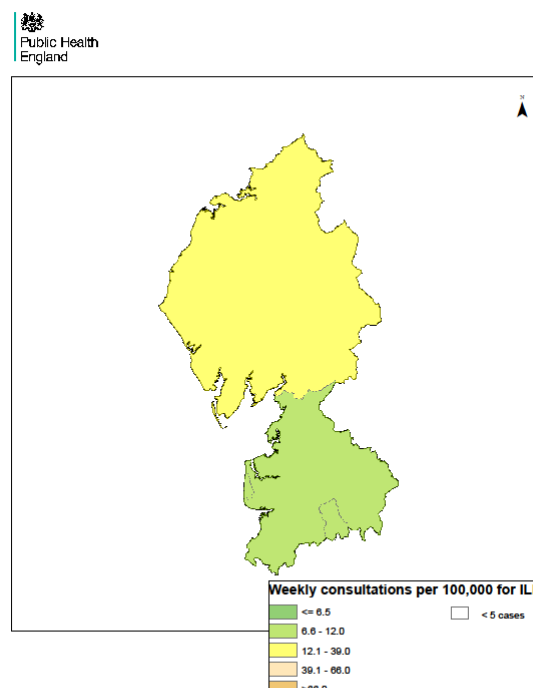 Public Health
England
N
Weekly consultations per 100,000 for IL
<= 6.5
< 5 cases
6.6 - 12.0
12.1 - 39.0
39.1 - 66.0